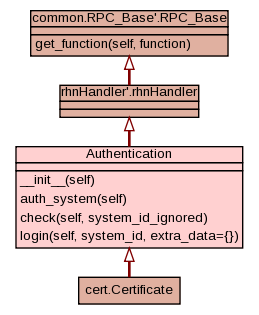 common.RPC_Base'.RPC_Base
get_function(self, function)
rhnHandler'.rhnHandler
Authentication
__init__(self)
auth_system(self)
check(self, system_id_ignored)
login(self, system_id, extra_data={})
cert.Certificate